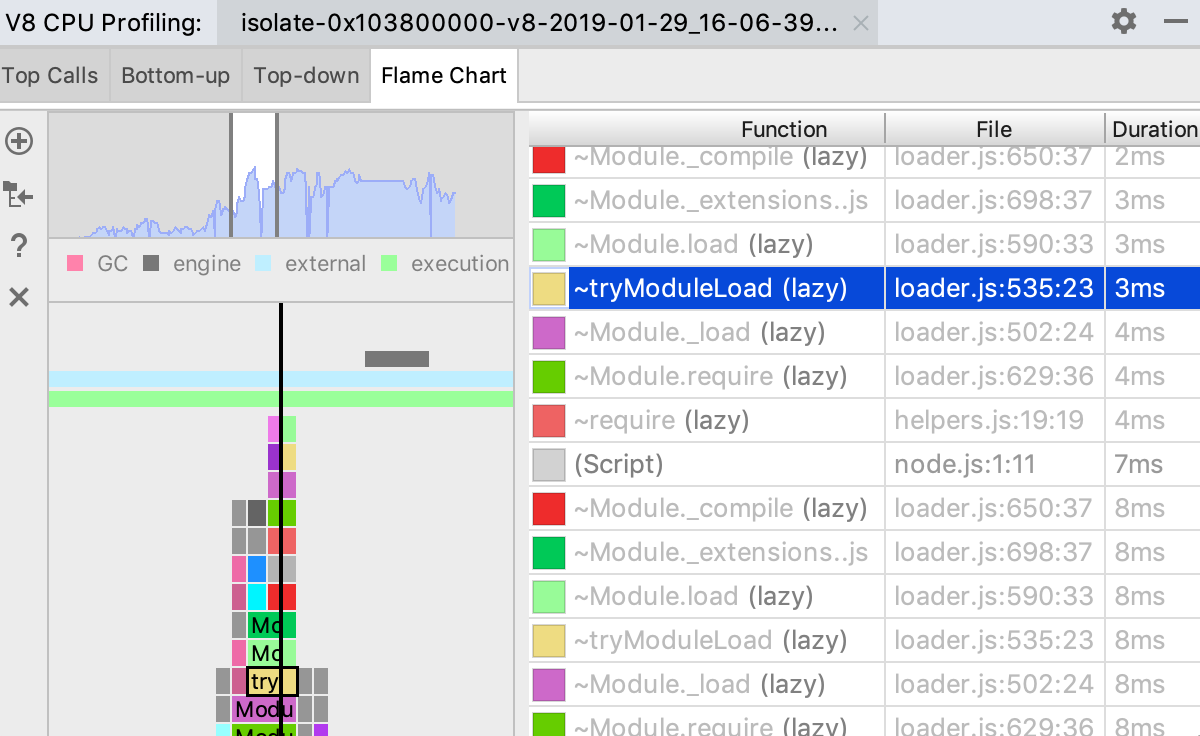 V8 CPU Profiling: isolate-0x103800000-v8-2019-01-29_16-06-39...
Top Calls Bottom-up Top-down Flame Chart
Function File Duration
~Module._compile (lazy) loader.js:650:37 2ms
~Module._extensions..js loader.js:698:37 3ms
~Module.load (lazy) loader.js:590:33 3ms
~tryModuleLoad (lazy) loader.js:535:23 3ms
~Module._load (lazy) loader.js:502:24 4ms
~Module.require (lazy) loader.js:629:36 4ms
~require (lazy) helpers.js:19:19 4ms
(Script) node.js:1:11 7ms
~Module._compile (lazy) loader.js:650:37 8ms
~Module._extensions..js loader.js:698:37 8ms
~Module.load (lazy) loader.js:590:33 8ms
~tryModuleLoad (lazy) loader.js:535:23 8ms
~Module._load (lazy) loader.js:502:24 8ms
~Module.require (lazy) loader.js:629:36 8ms
?
GC engine external execution
Mo
Mo
try
Modu
Modu